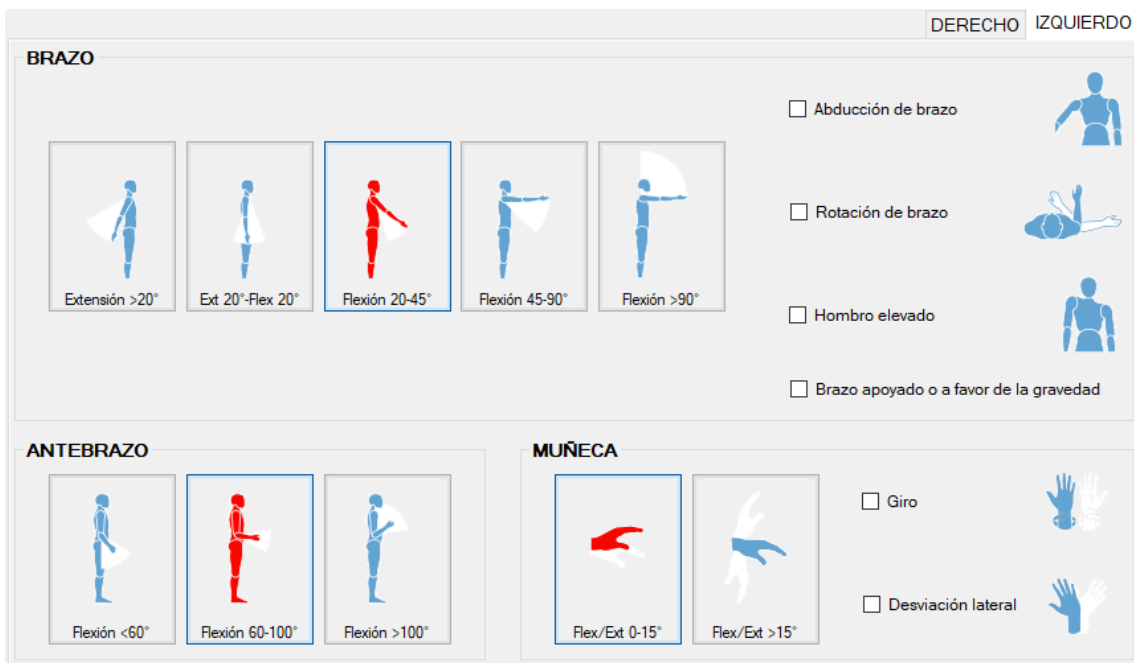 DERECHO IZQUIERDO
BRAZO
Abducción de brazo
Rotación de brazo
Extensión >20° Ext 20°-Flex 20° Flexión 20-45° Flexión 45-90° Flexión >90°
Hombro elevado
Brazo apoyado o a favor de la gravedad
ANTEBRAZO
Flexión <60° Flexión 60-100° Flexión >100°
MUÑECA
Giro
Desviación lateral
Flex/Ext 0-15° Flex/Ext >15°